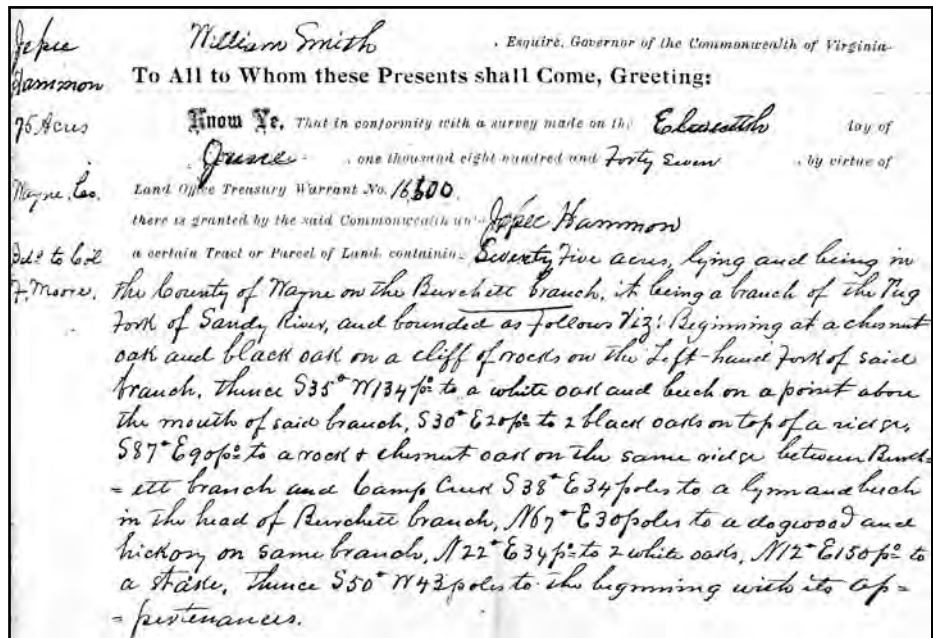 Jesse
Hammon
75 Acres
Wayne. Co.
Del^d to Col
F. Moore.
William Smith , Esquire, Governor of the Commonwealth of Virginia
To All to Whom these Presents shall Come, Greeting:
Know Ye, That in conformity with a survey made on the Eleventh day of
June , one thousand eight hundred and Forty Seven , by virtue of
Land Office Treasury Warrant No. 16600.
there is granted by the said Commonwealth un Jesse Hammon
a certain Tract or Parcel of Land, containin Seventy Five acres, lying and being in
the County of Wayne on the Burchett branch, it being a branch of the Tug
Fork of Sandy River, and bounded as follows Viz: Beginning at a chesnut
oak and black oak on a cliff of rocks on the Left-hand Fork of said
branch, thence S35° W134 po to a white oak and beech on a point above
the mouth of said branch, S30° E20 po to 2 black oaks on top of a ridge,
S87° E90 po to a rock + chesnut oak on the same ridge between Burch=
=ett branch and Camp Creek S38° E34 poles to a lynn and beech
in the head of Burchett branch, N67° E30 poles to a dogwood and
hickory on same branch, N22° E34 po to 2 white oaks, N12° E150 po to
a stake, thence S50° W43 poles to the beginning with its ap=
=purtenances.